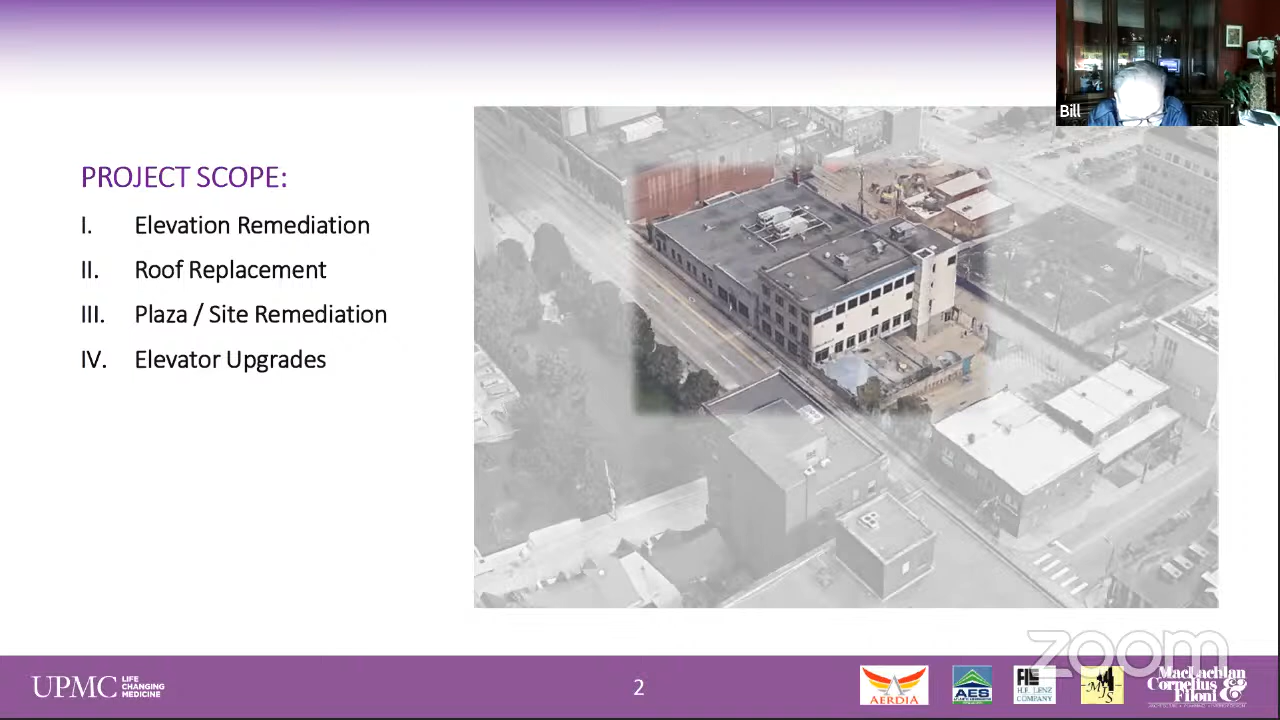 Bill
PROJECT SCOPE:
I. Elevation Remediation
II. Roof Replacement
III. Plaza / Site Remediation
IV. Elevator Upgrades
zoom
UPMC LIFE CHANGING MEDICINE
2
AERDIA
AES
H.F. LENZ
COMPANY
MJS
MacLachlan
Cornelius &
Filoni